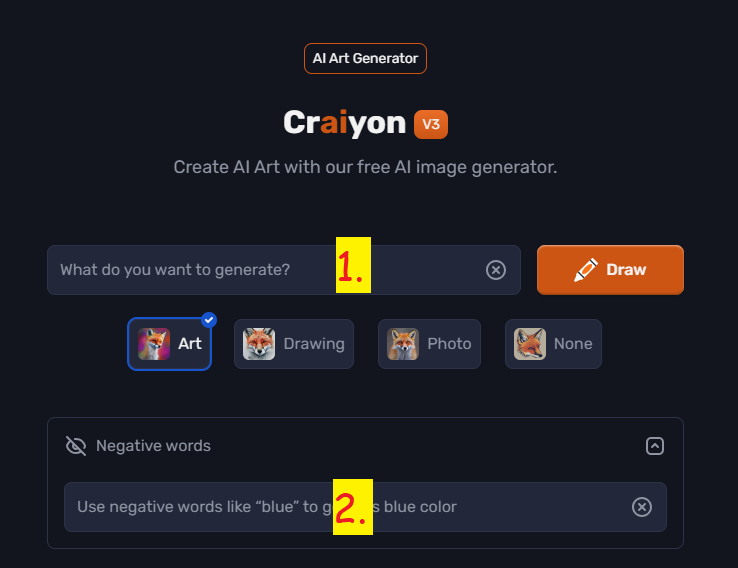 AI Art Generator
Craiyon V3
Create AI Art with our free AI image generator.
What do you want to generate? 1.
Draw
Art Drawing Photo None
Negative words
Use negative words like “blue” to 2. blue color